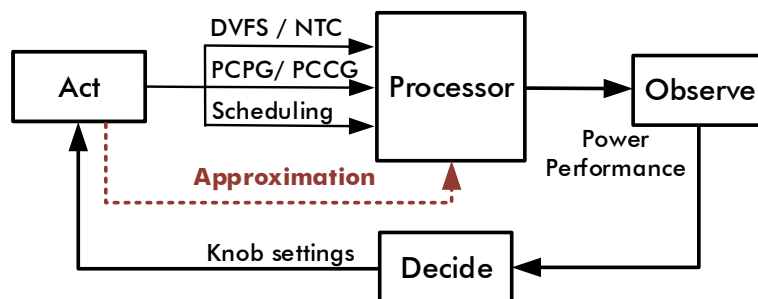 DVFS / NTC
Act
PCPG/ PCCG
Processor
Observe
Scheduling
Power
Performance
Approximation
Knob settings
Decide